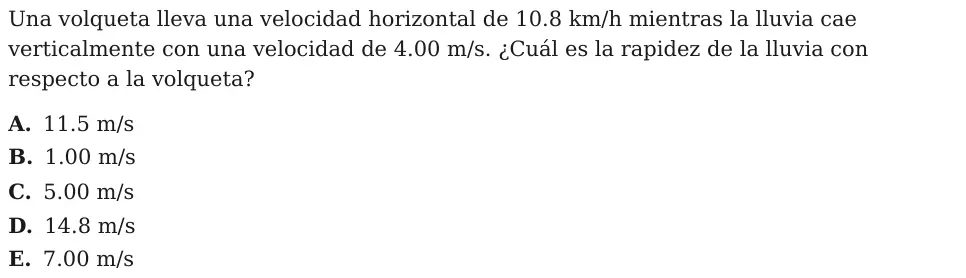 Una volqueta lleva una velocidad horizontal de 10.8 km/h mientras la lluvia cae
verticalmente con una velocidad de 4.00 m/s. ¿Cuál es la rapidez de la lluvia con
respecto a la volqueta?
A. 11.5 m/s
B. 1.00 m/s
C. 5.00 m/s
D. 14.8 m/s
E. 7.00 m/s